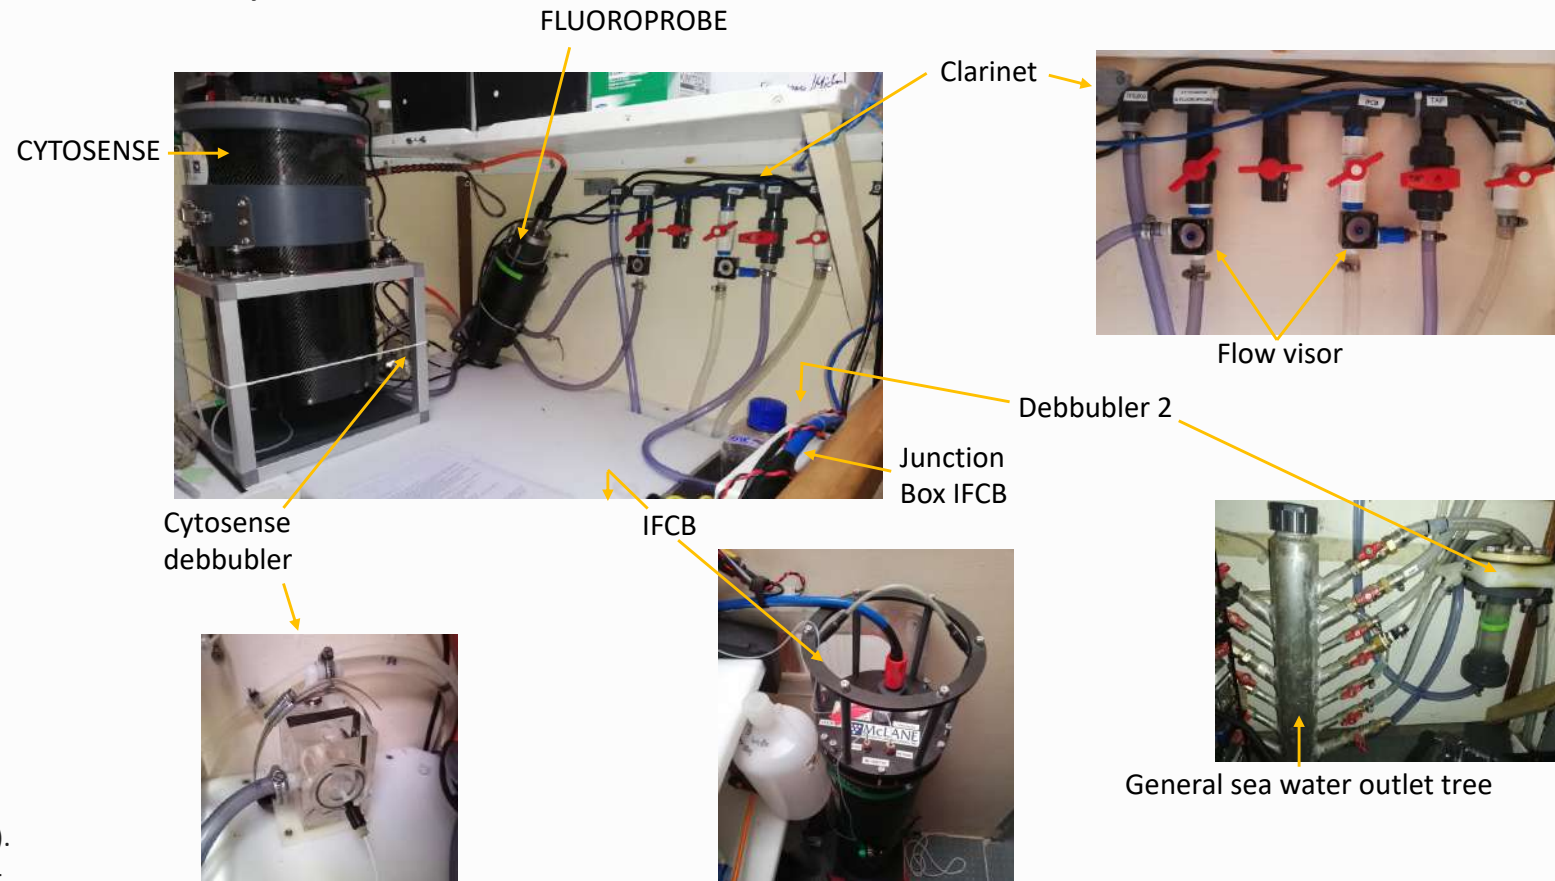 FLUOROPROBE
Clarinet
CYTOSENSE
TAP
Flow visor
Debbubler 2
Junction
Box IFCB
Cytosense
debbubler
IFCB
McLANE
General sea water outlet tree
).